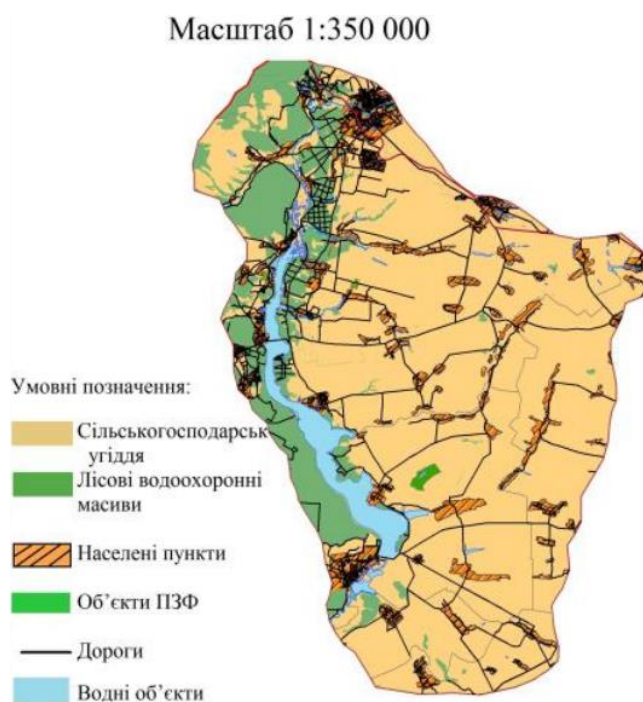 Масштаб 1:350 000
Умовні позначення:
Сільськогосподарськ
угіддя
Лісові водоохоронні
масиви
Населені пункти
Об’єкти ПЗФ
Дороги
Водні об’єкти